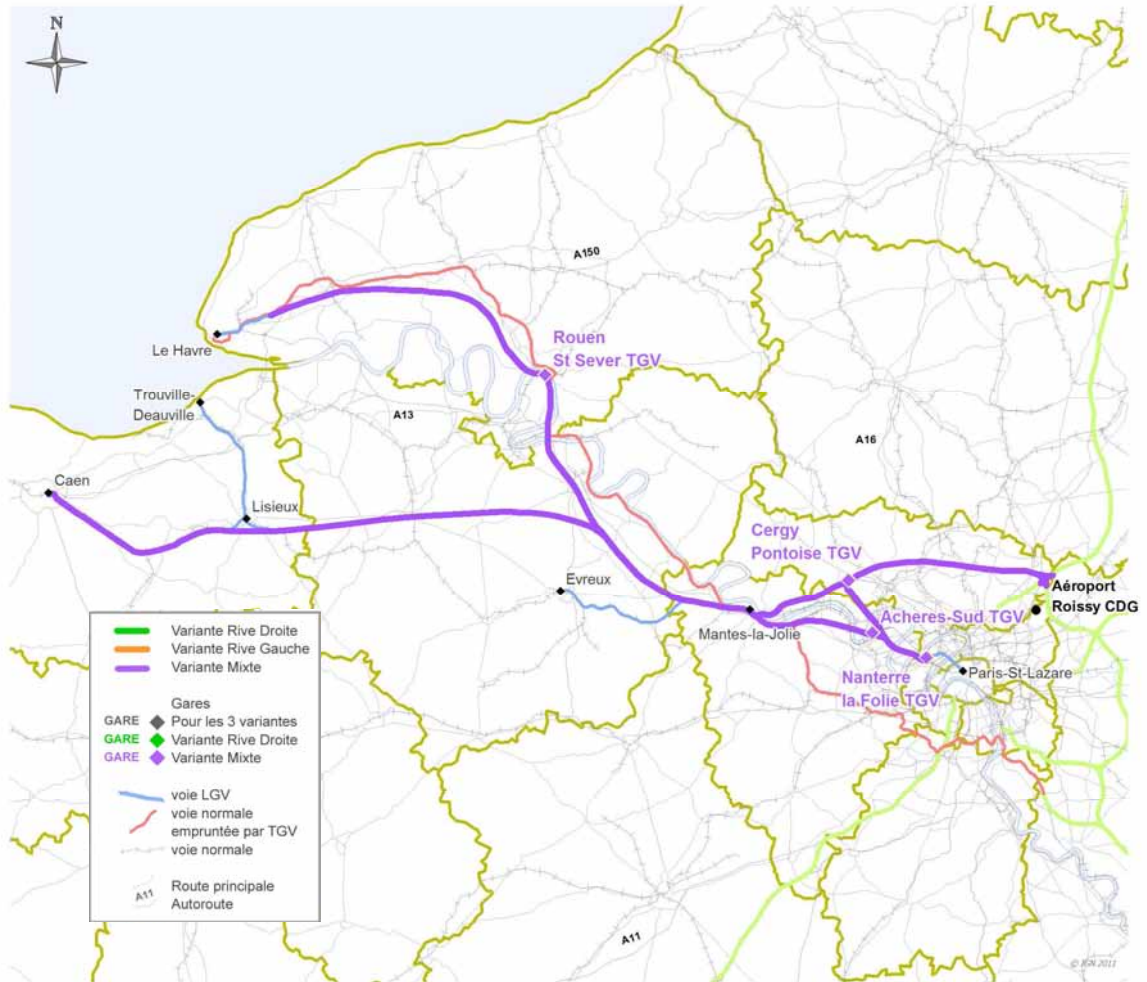 N
A150
Le Havre
Rouen
St Sever TGV
Trouville-
Deauville
A13
A16
Caen
Lisieux
Cergy
Pontoise TGV
Evreux
Aéroport
Roissy CDG
Mantes-la-Jolie
Acheres-Sud TGV
Paris-St-Lazare
Nanterre
la Folie TGV
Variante Rive Droite
Variante Rive Gauche
Variante Mixte
Gares
GARE Pour les 3 variantes
GARE Variante Rive Droite
GARE Variante Mixte
voie LGV
voie normale
empruntée par TGV
voie normale
A11 Route principale
Autoroute
A11
© IGN 2011